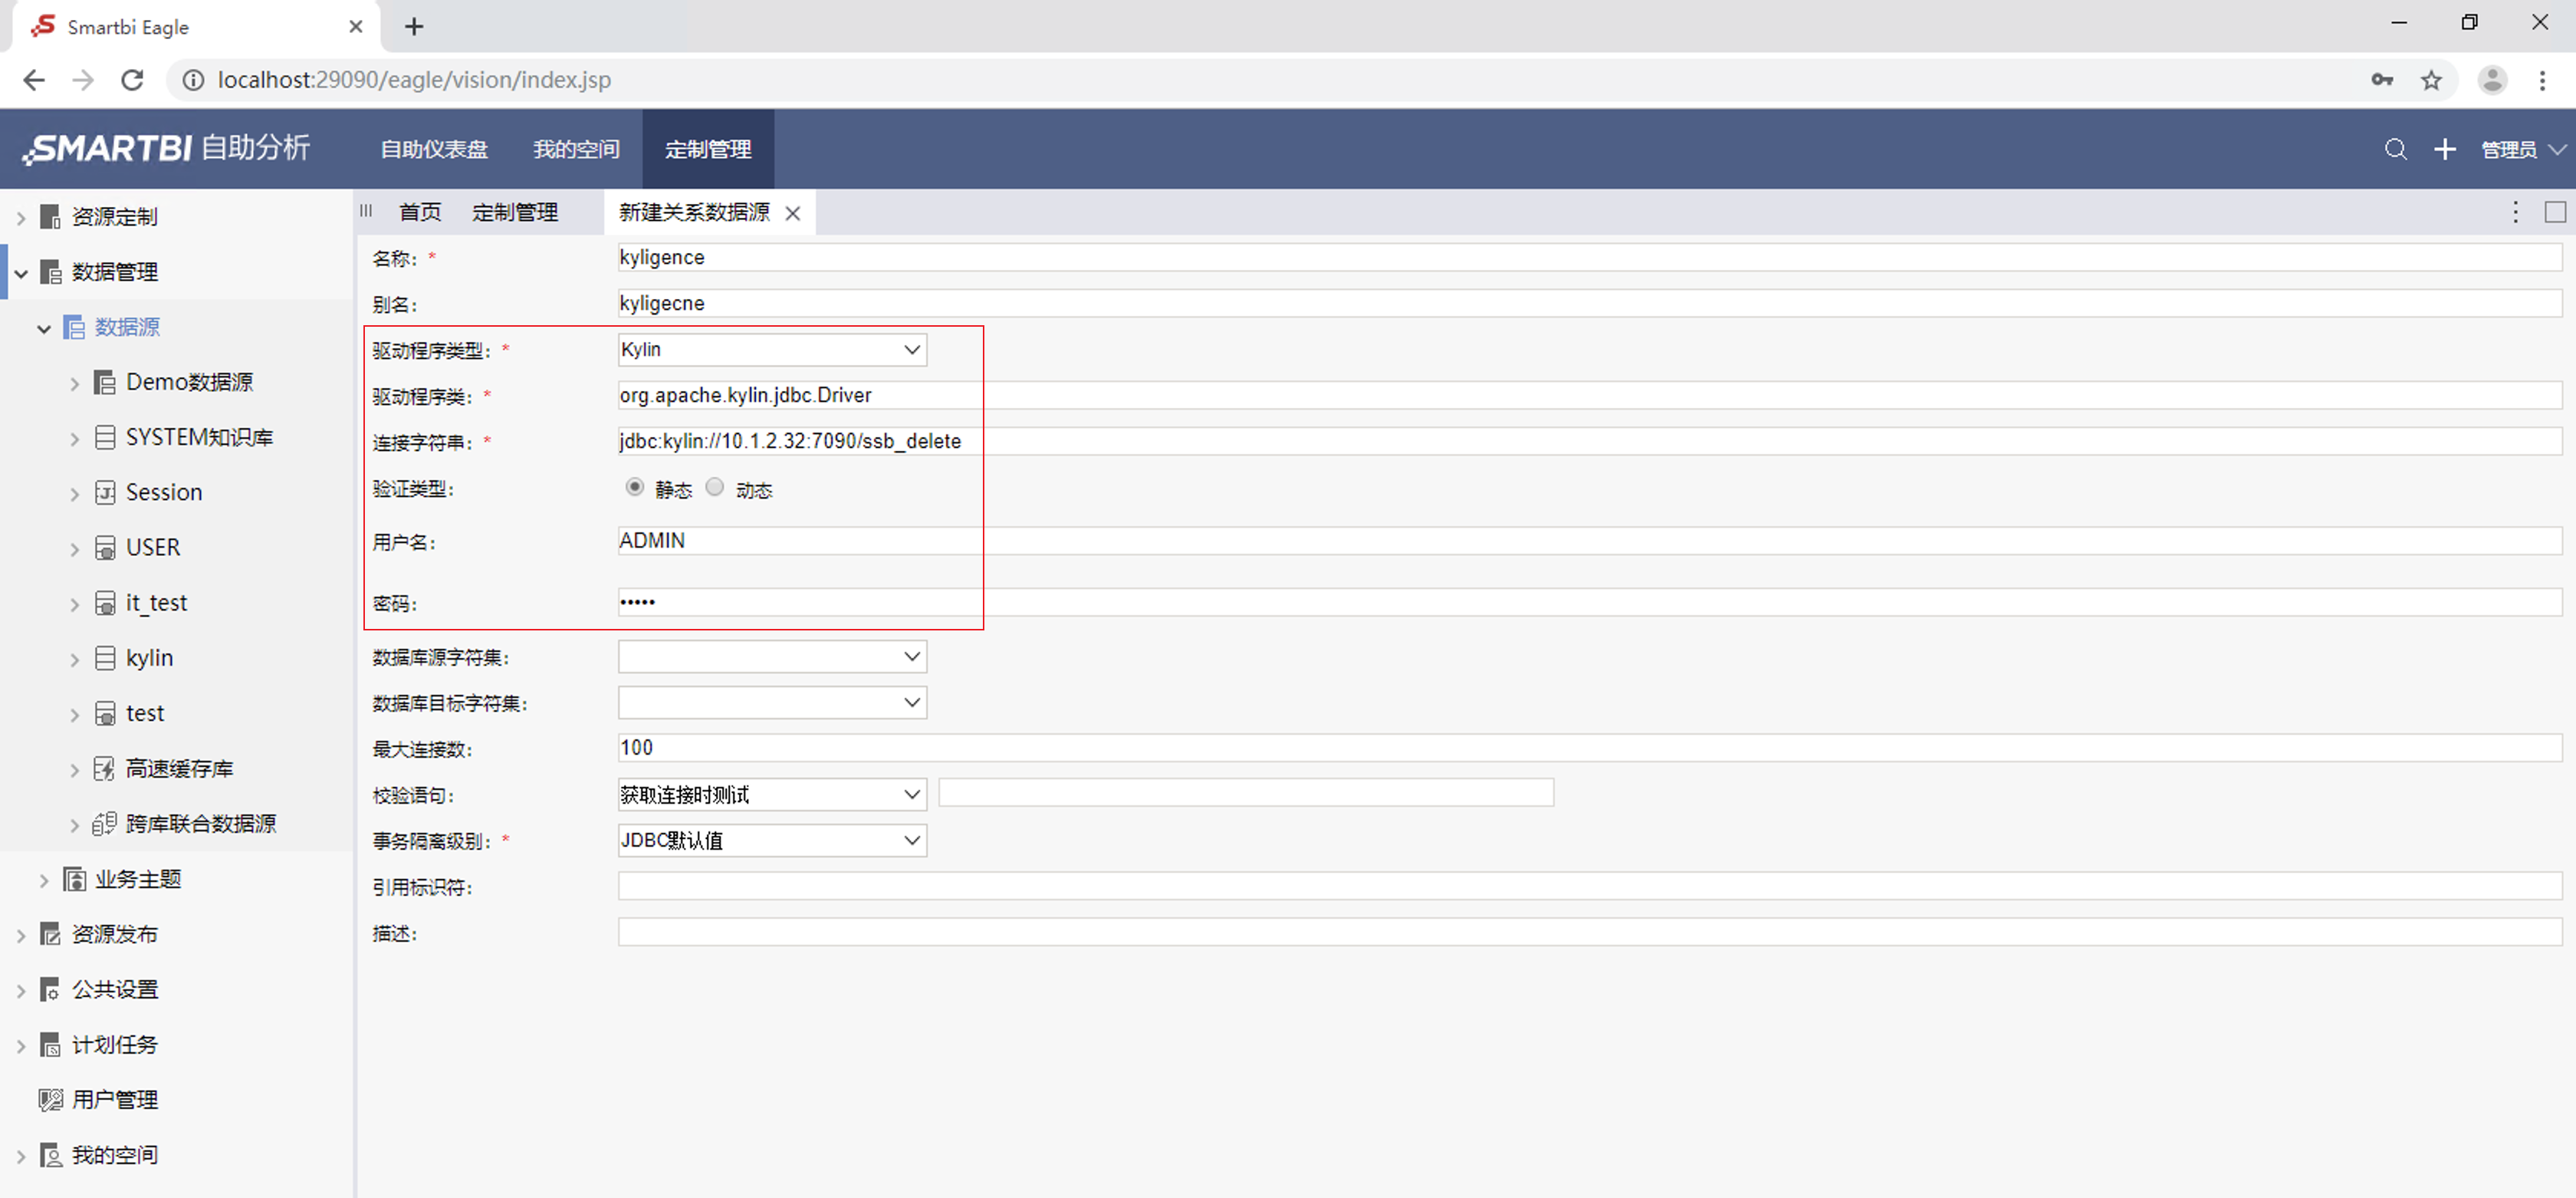 Smartbi Eagle
localhost:29090/eagle/vision/index.jsp
SMARTBI 自助分析 自助仪表盘 我的空间 定制管理 管理员
首页 定制管理 新建关系数据源
资源定制
数据管理
数据源
Demo数据源
SYSTEM知识库
Session
USER
it_test
kylin
test
高速缓存库
跨库联合数据源
业务主题
资源发布
公共设置
计划任务
用户管理
我的空间
名称: * kyligence
别名: kyligecne
驱动程序类型: * Kylin
驱动程序类: * org.apache.kylin.jdbc.Driver
连接字符串: * jdbc:kylin://10.1.2.32:7090/ssb_delete
验证类型: 静态 动态
用户名: ADMIN
密码: •••••
数据库源字符集:
数据库目标字符集:
最大连接数: 100
校验语句: 获取连接时测试
事务隔离级别: * JDBC默认值
引用标识符:
描述: